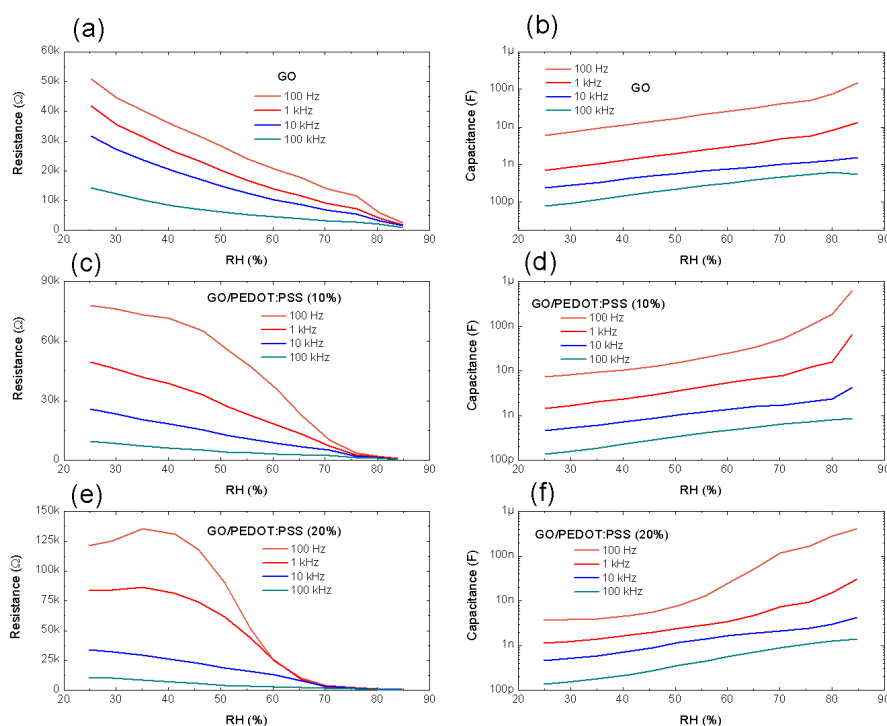 (a)
60k
50k
40k
30k
20k
10k
0
Resistance (Ω)
GO
100 Hz
1 kHz
10 kHz
100 kHz
20 30 40 50 60 70 80 90
RH (%)
(b)
1µ
100n
10n
1n
100p
Capacitance (F)
100 Hz
1 kHz
10 kHz
100 kHz
GO
20 30 40 50 60 70 80 90
RH (%)
(c)
90k
60k
30k
0
Resistance (Ω)
GO/PEDOT:PSS (10%)
100 Hz
1 kHz
10 kHz
100 kHz
20 30 40 50 60 70 80 90
RH (%)
(d)
1µ
100n
10n
1n
100p
Capacitance (F)
GO/PEDOT:PSS (10%)
100 Hz
1 kHz
10 kHz
100 kHz
20 30 40 50 60 70 80 90
RH (%)
(e)
150k
125k
100k
75k
50k
25k
0
Resistance (Ω)
GO/PEDOT:PSS (20%)
100 Hz
1 kHz
10 kHz
100 kHz
20 30 40 50 60 70 80 90
RH (%)
(f)
1µ
100n
10n
1n
100p
Capacitance (F)
GO/PEDOT:PSS (20%)
100 Hz
1 kHz
10 kHz
100 kHz
20 30 40 50 60 70 80 90
RH (%)